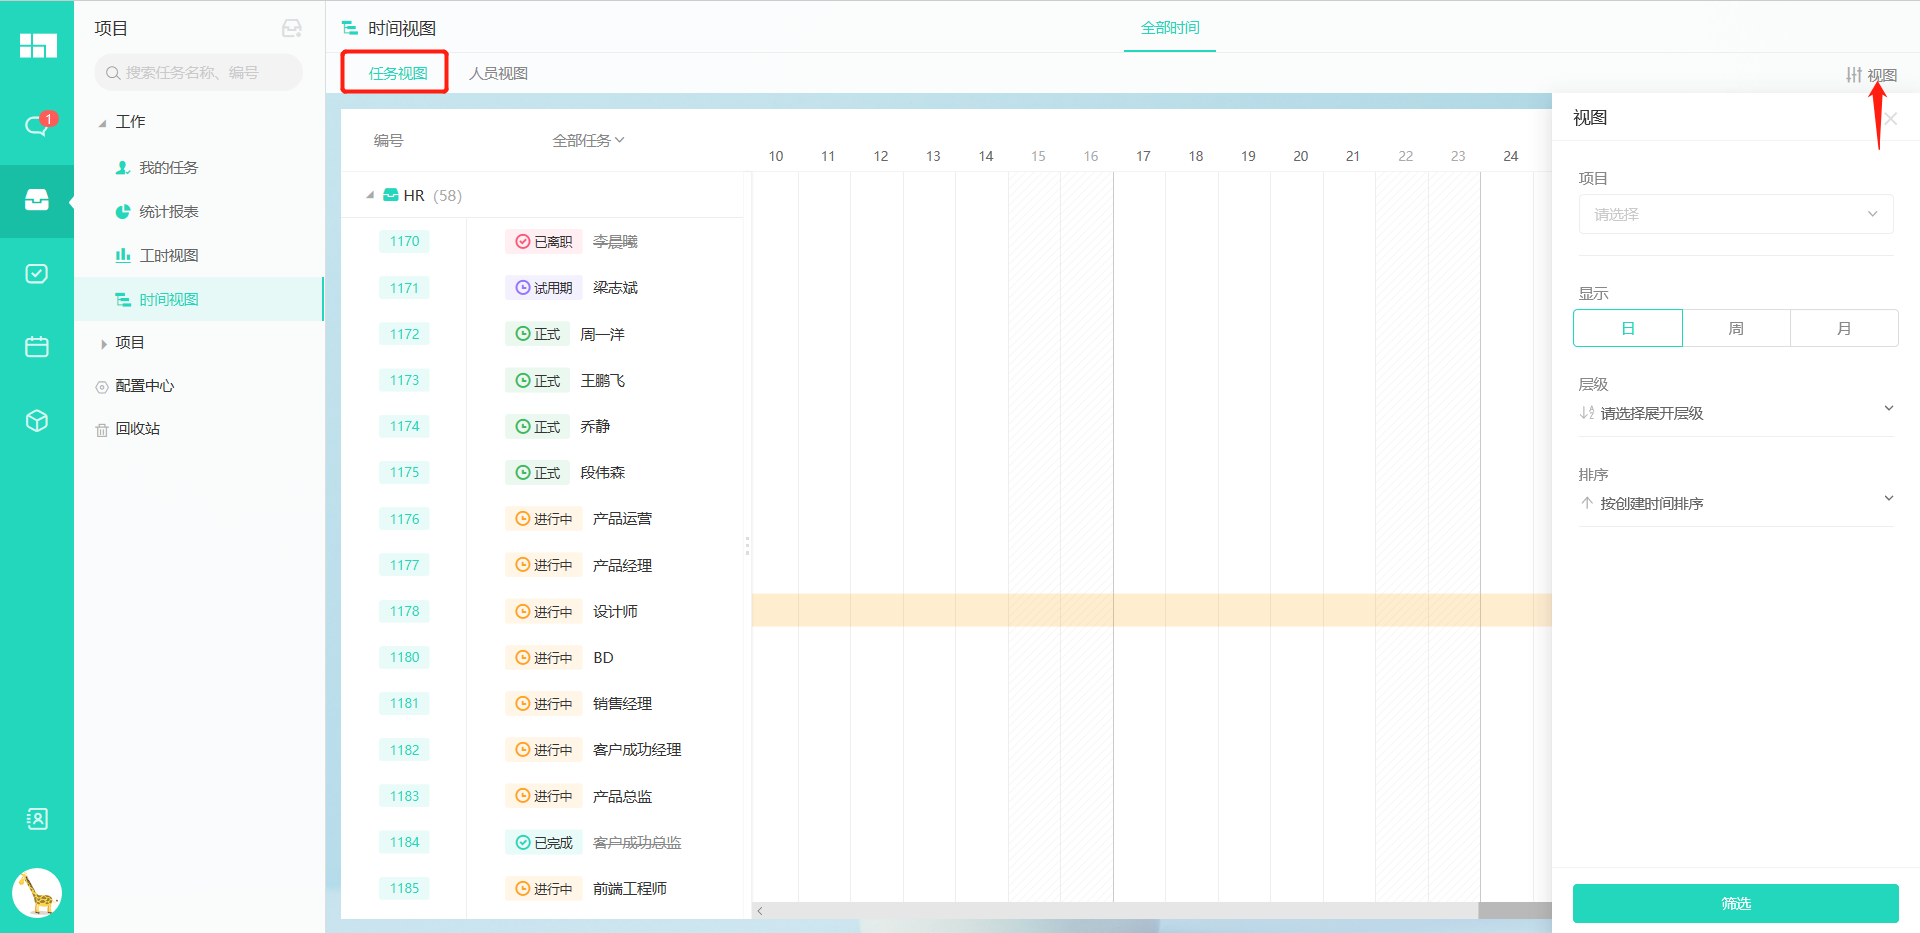 1
项目
搜索任务名称、编号
工作
我的任务
统计报表
工时视图
时间视图
项目
配置中心
回收站
时间视图
全部时间
任务视图
人员视图
视图
编号
全部任务
10 11 12 13 14 15 16 17 18 19 20 21 22 23 24
HR (58)
1170 已离职 李晨曦
1171 试用期 梁志斌
1172 正式 周一洋
1173 正式 王鹏飞
1174 正式 乔静
1175 正式 段伟森
1176 进行中 产品运营
1177 进行中 产品经理
1178 进行中 设计师
1180 进行中 BD
1181 进行中 销售经理
1182 进行中 客户成功经理
1183 进行中 产品总监
1184 已完成 客户成功总监
1185 进行中 前端工程师
视图
项目
请选择
显示
日 周 月
层级
请选择展开层级
排序
按创建时间排序
筛选